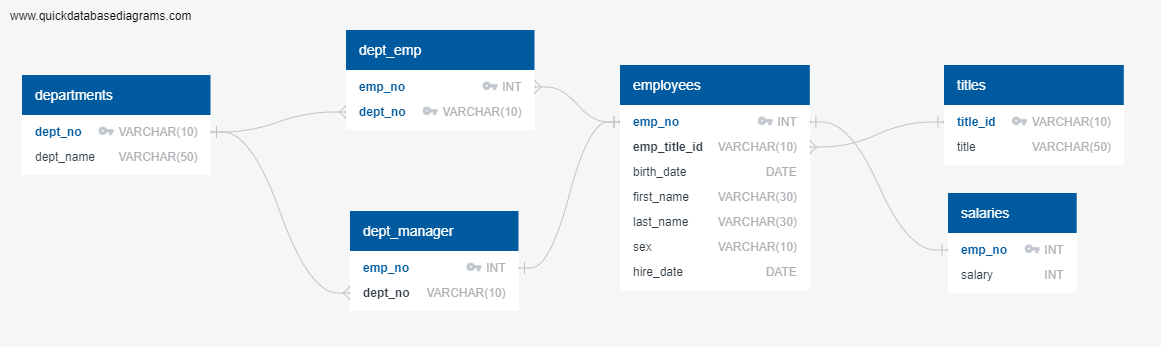 www.quickdatabasediagrams.com
departments
dept_no VARCHAR(10)
dept_name VARCHAR(50)
dept_emp
emp_no INT
dept_no VARCHAR(10)
dept_manager
emp_no INT
dept_no VARCHAR(10)
employees
emp_no INT
emp_title_id VARCHAR(10)
birth_date DATE
first_name VARCHAR(30)
last_name VARCHAR(30)
sex VARCHAR(10)
hire_date DATE
titles
title_id VARCHAR(10)
title VARCHAR(50)
salaries
emp_no INT
salary INT